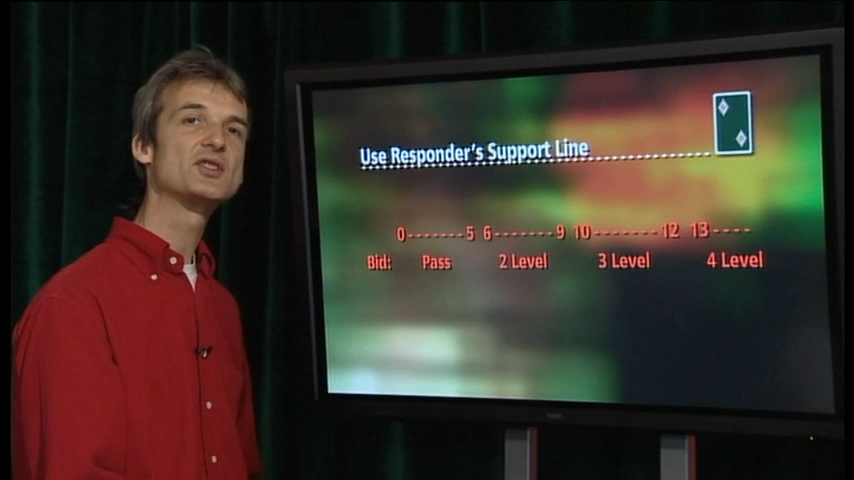 Use Responder's Support Line
0-------5 6-------9 10-------12 13----
Bid: Pass 2 Level 3 Level 4 Level
NEC